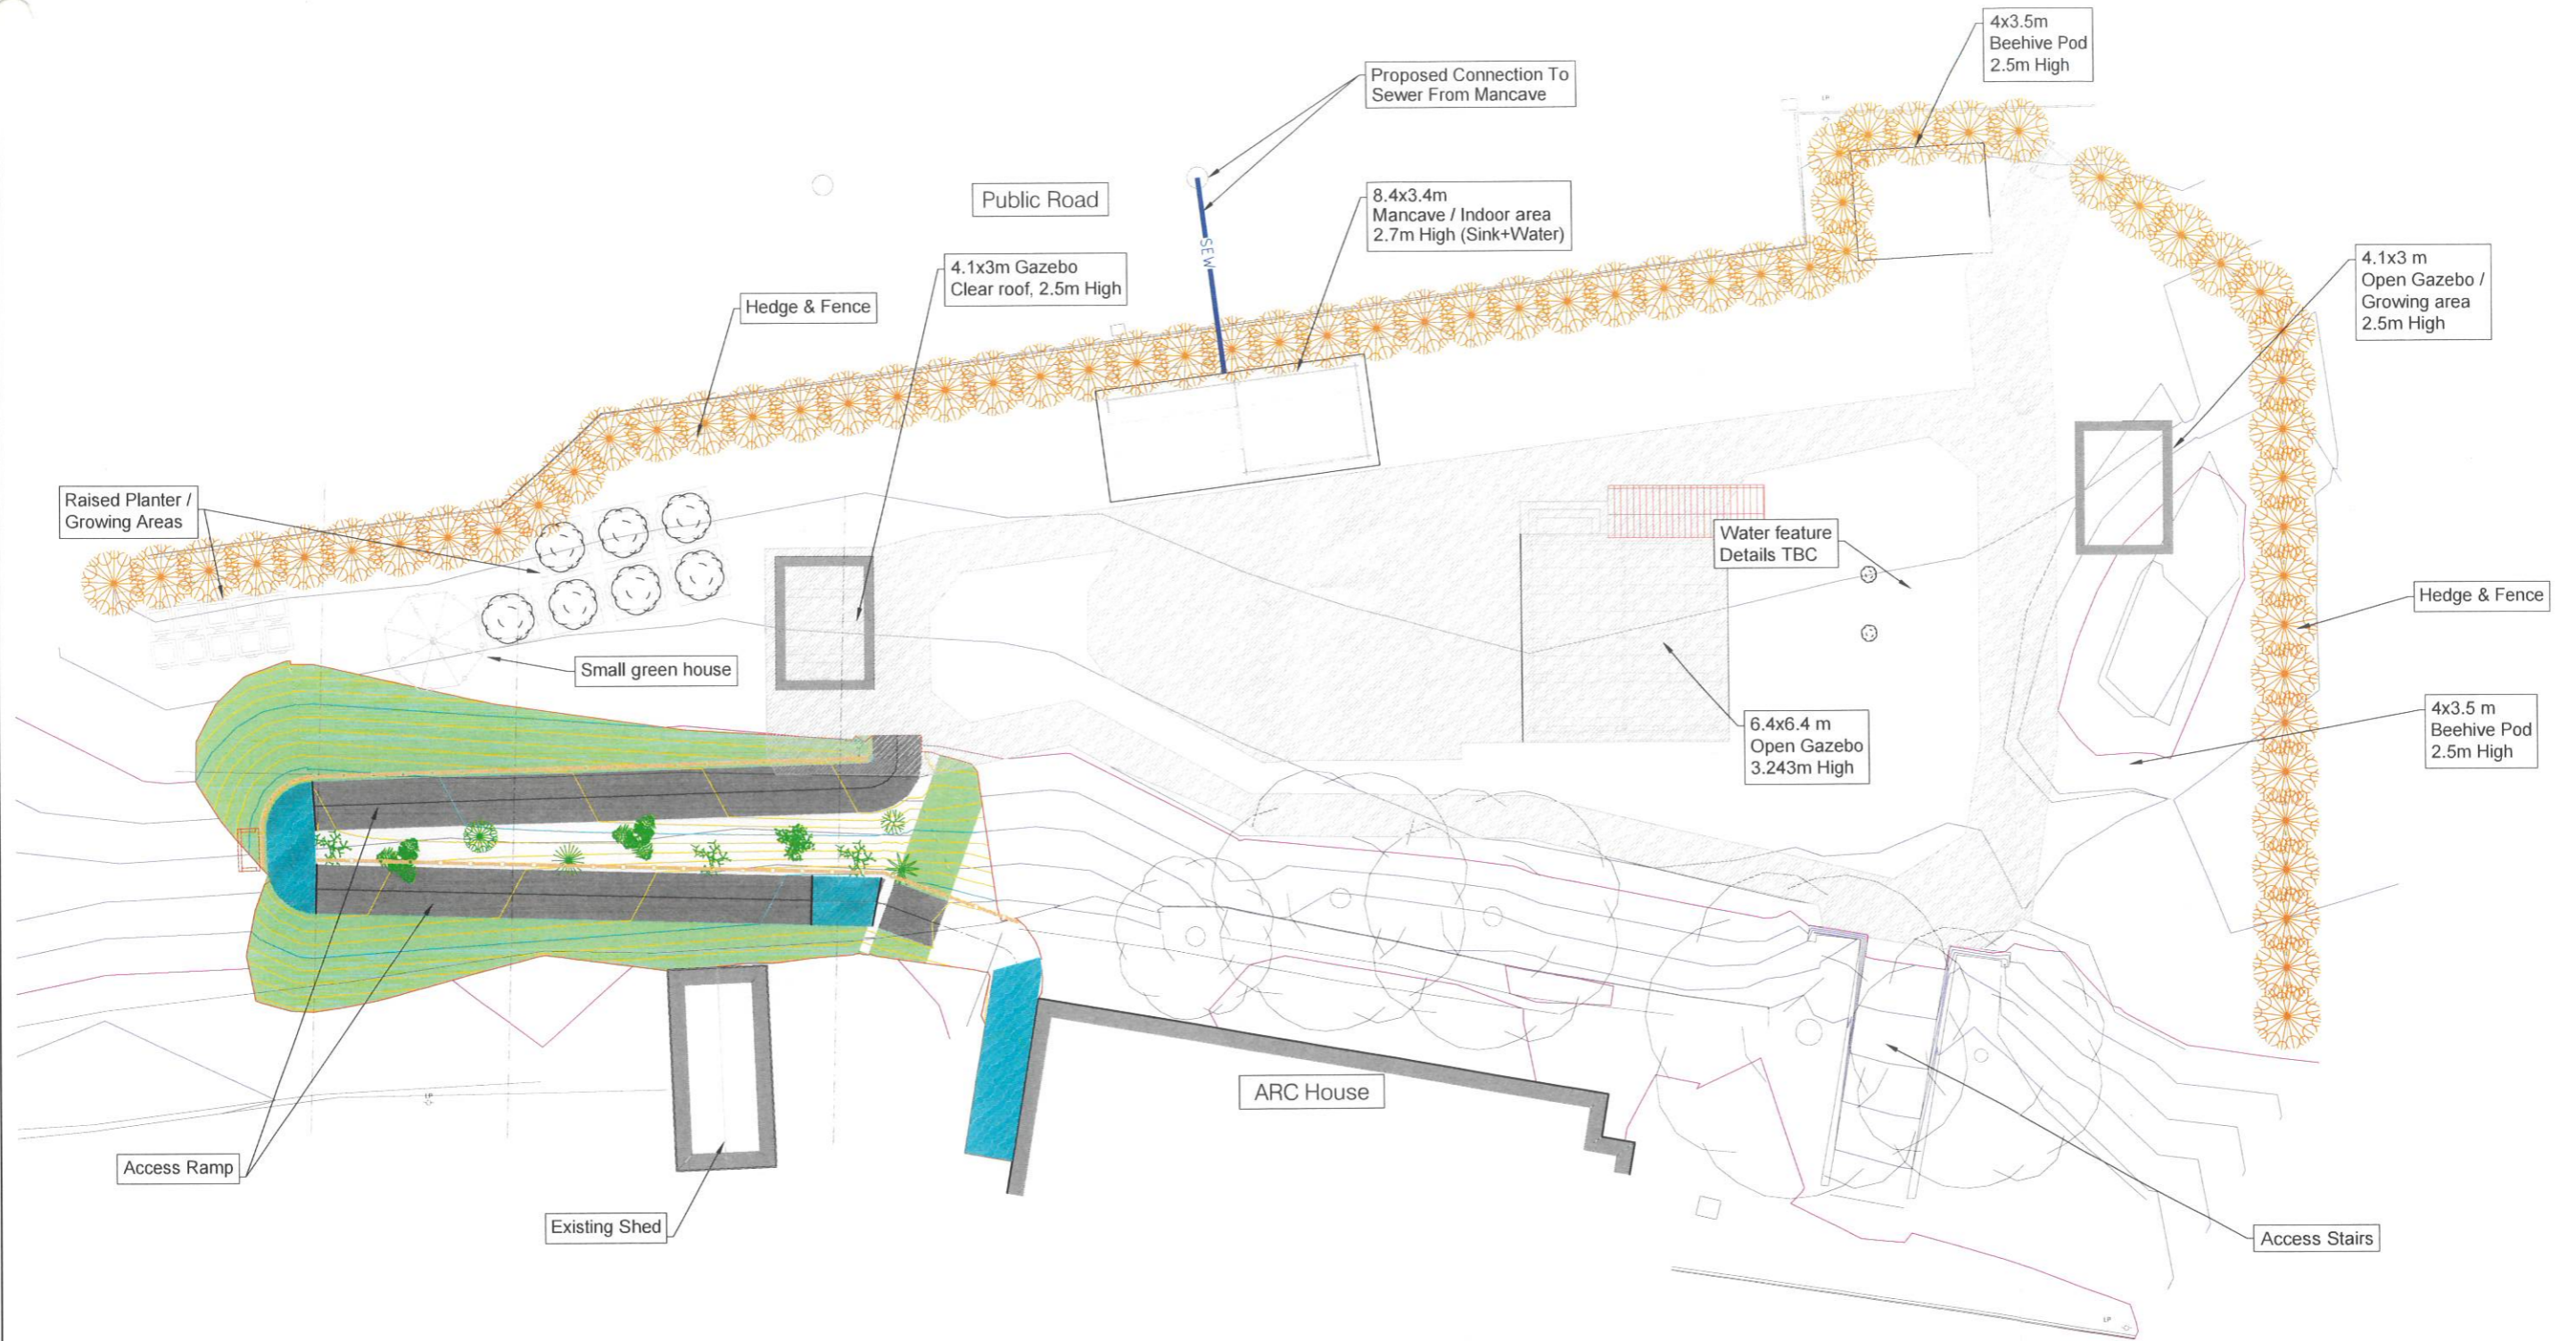 4x3.5m
Beehive Pod
2.5m High
Proposed Connection To
Sewer From Mancave
LP
Public Road
8.4x3.4m
Mancave / Indoor area
2.7m High (Sink+Water)
SEW
4.1x3m Gazebo
Clear roof, 2.5m High
4.1x3 m
Open Gazebo /
Growing area
2.5m High
Hedge & Fence
Raised Planter /
Growing Areas
Water feature
Details TBC
Hedge & Fence
Small green house
6.4x6.4 m
Open Gazebo
3.243m High
4x3.5 m
Beehive Pod
2.5m High
LP
ARC House
Access Ramp
Existing Shed
Access Stairs
LP